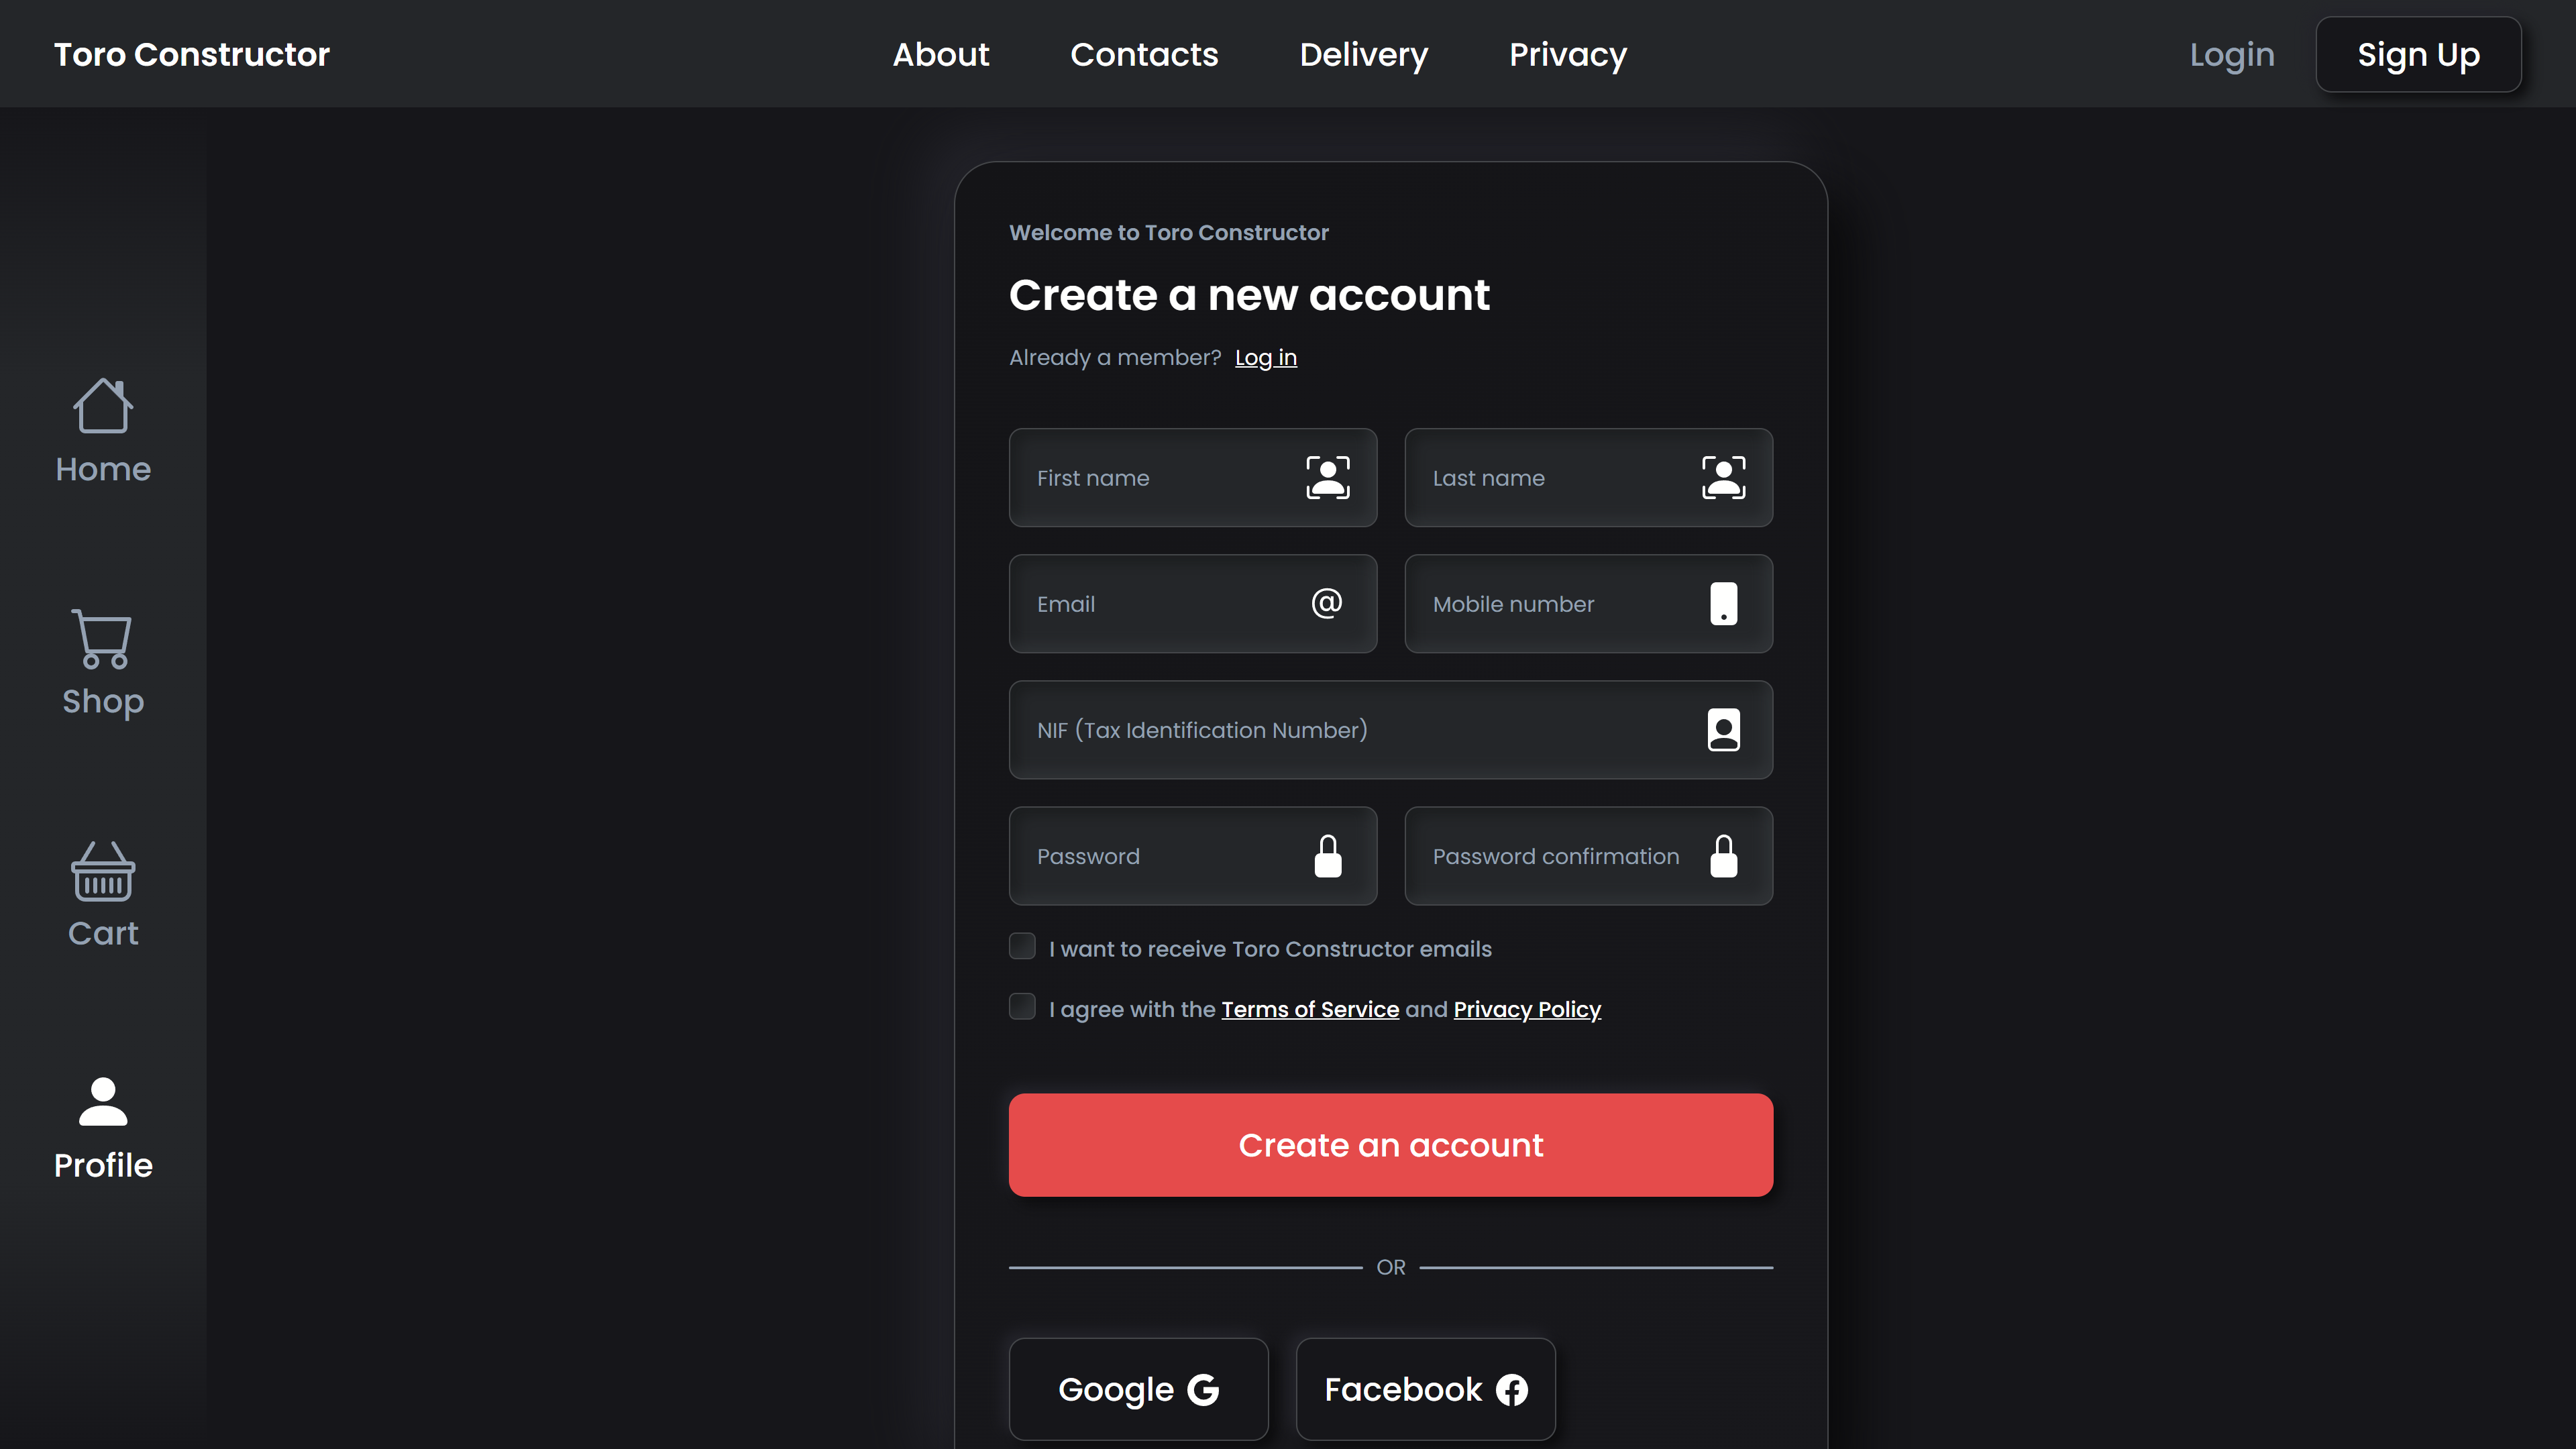 Toro Constructor
About
Contacts
Delivery
Privacy
Login
Sign Up
Home
Shop
Cart
Profile
Welcome to Toro Constructor
Create a new account
Already a member? Log in
First name
Last name
Email
@
Mobile number
NIF (Tax Identification Number)
Password
Password confirmation
I want to receive Toro Constructor emails
I agree with the Terms of Service and Privacy Policy
Create an account
OR
Google
Facebook